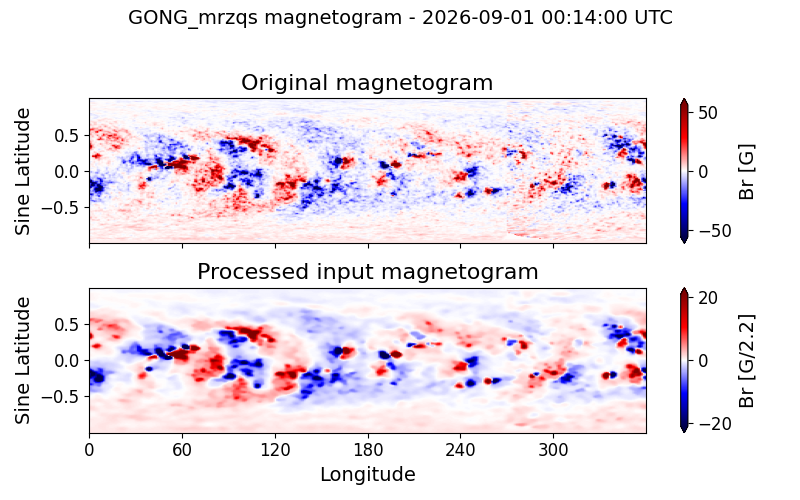 GONG_mrzqs magnetogram - 2026-09-01 00:14:00 UTC
Original magnetogram
Sine Latitude
0.5
0.0
−0.5
50
0
−50
Br [G]
Processed input magnetogram
Sine Latitude
0.5
0.0
−0.5
0
60
120
180
240
300
Longitude
20
0
−20
Br [G/2.2]